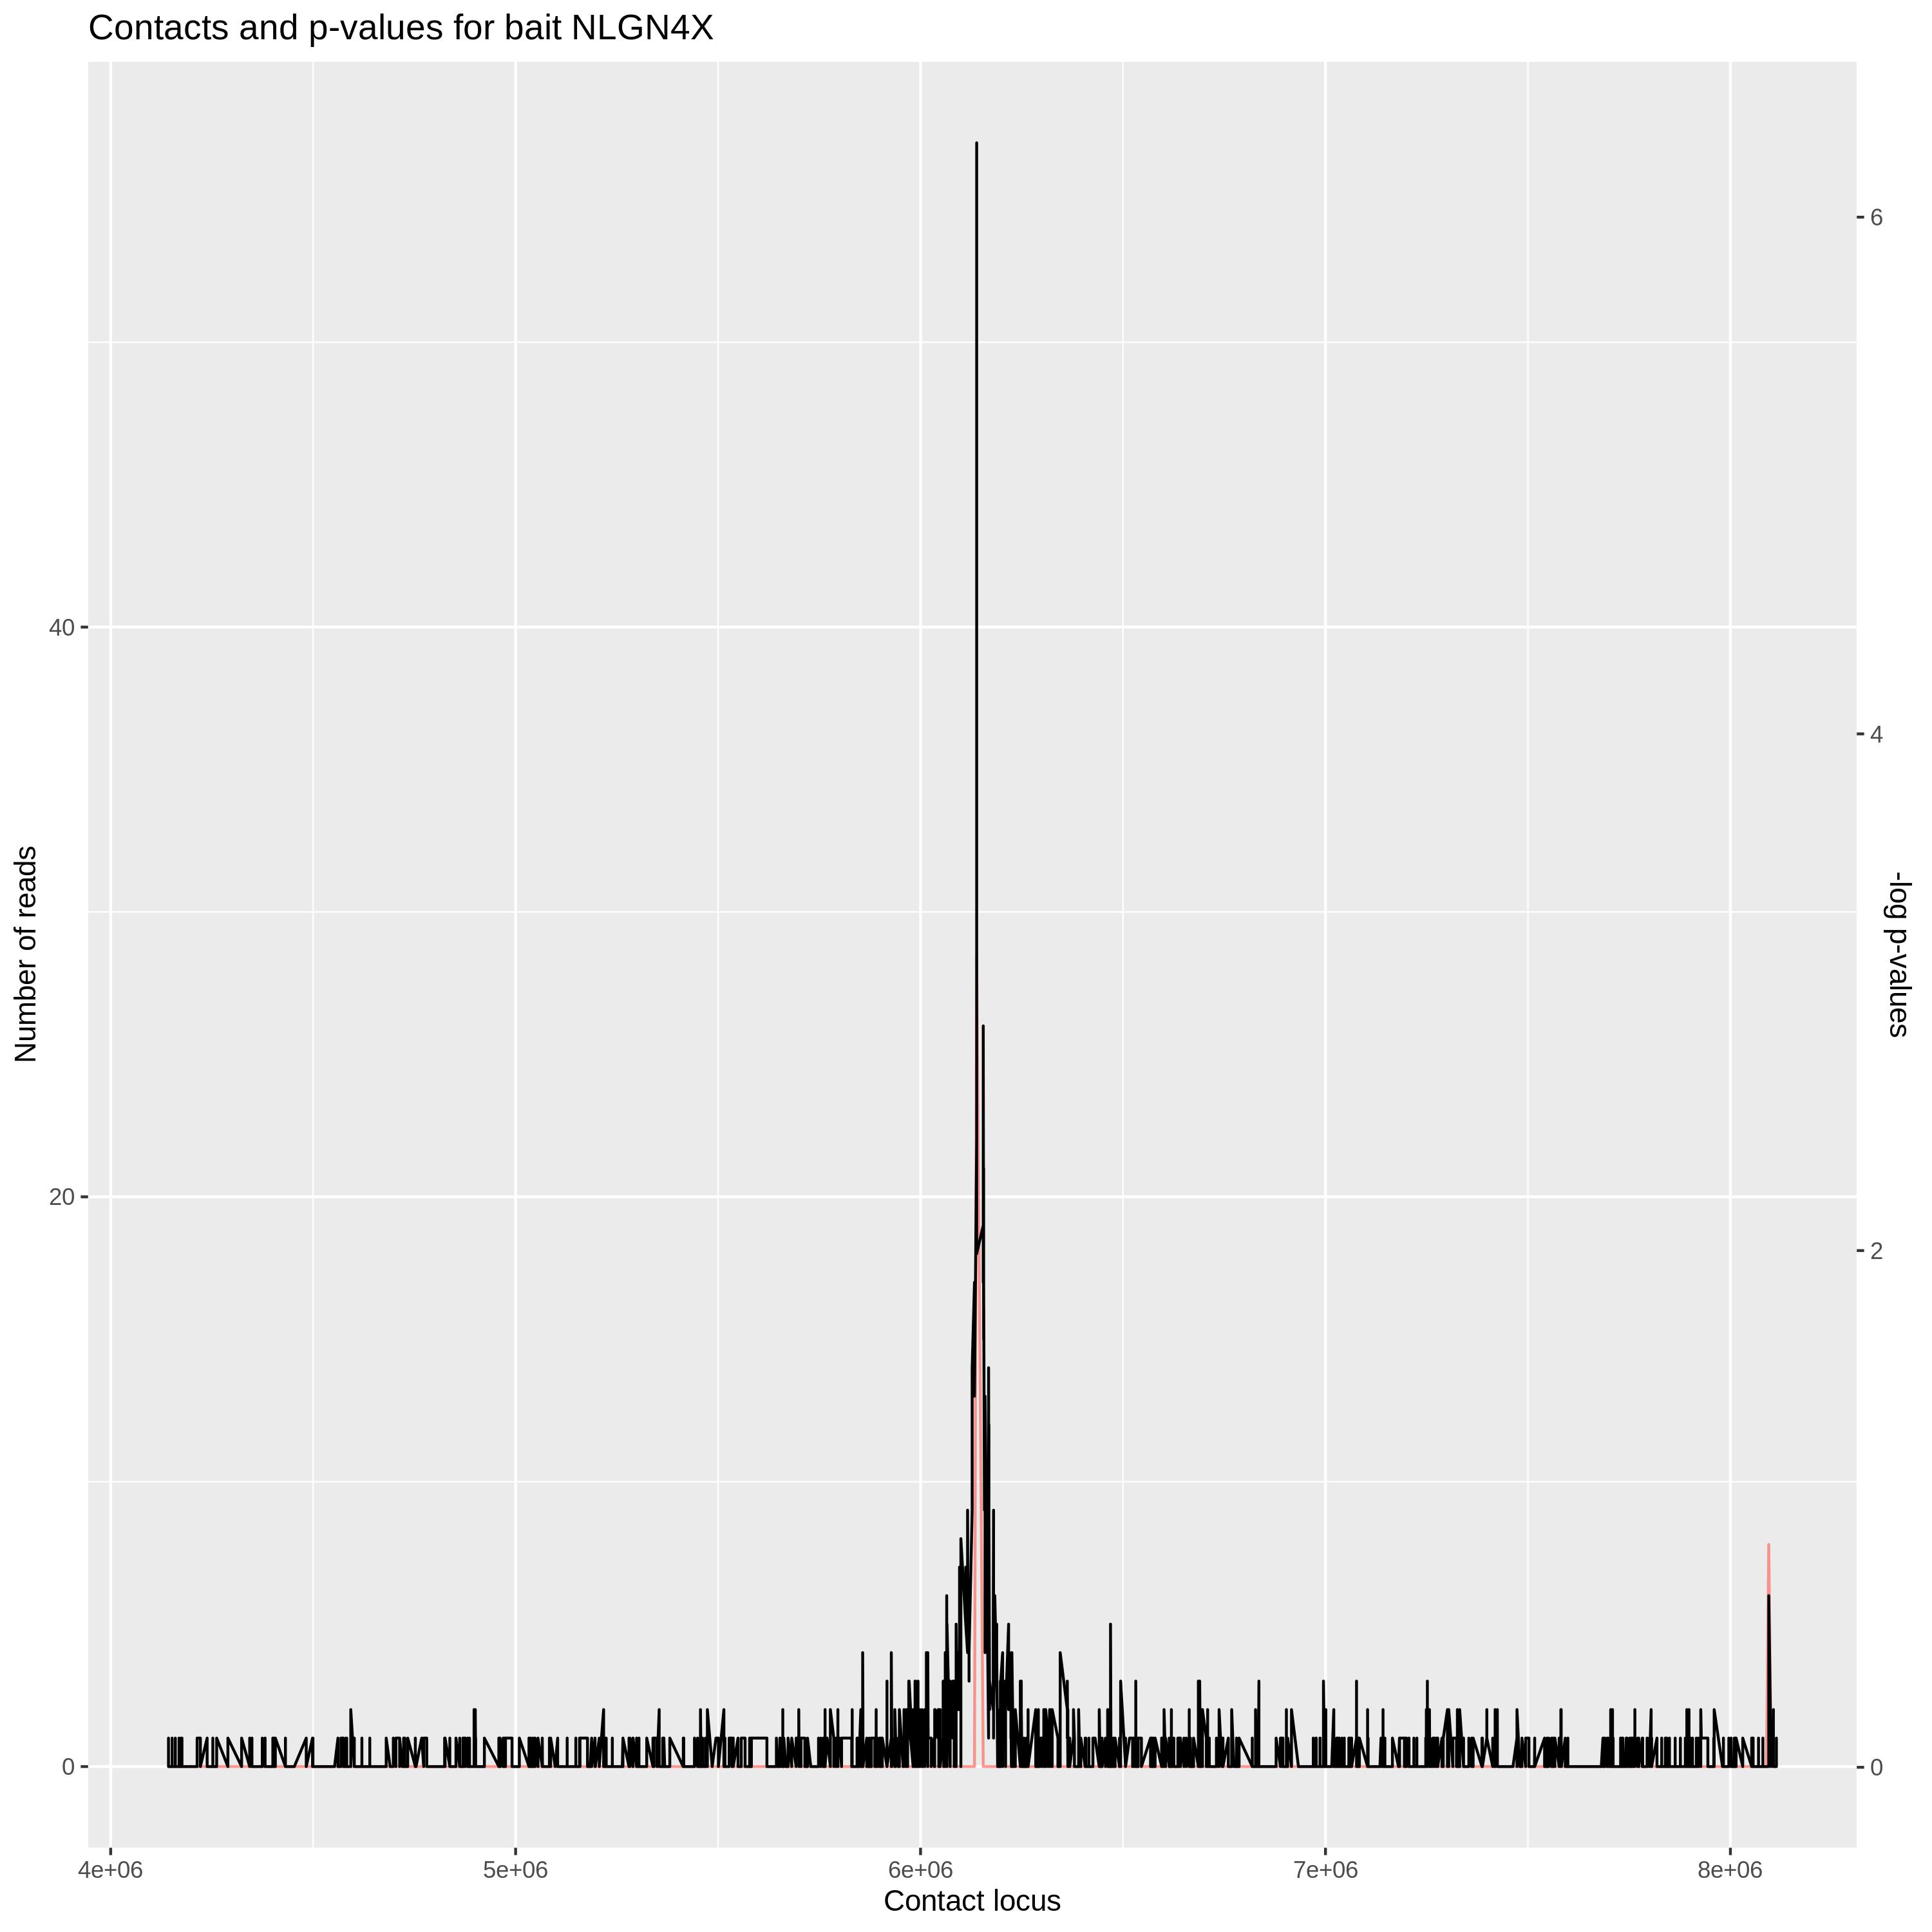 Contacts and p-values for bait NLGN4X
Number of reads
40
20
0
6
4
2
0
-log p-values
4e+06 5e+06 6e+06 7e+06 8e+06
Contact locus